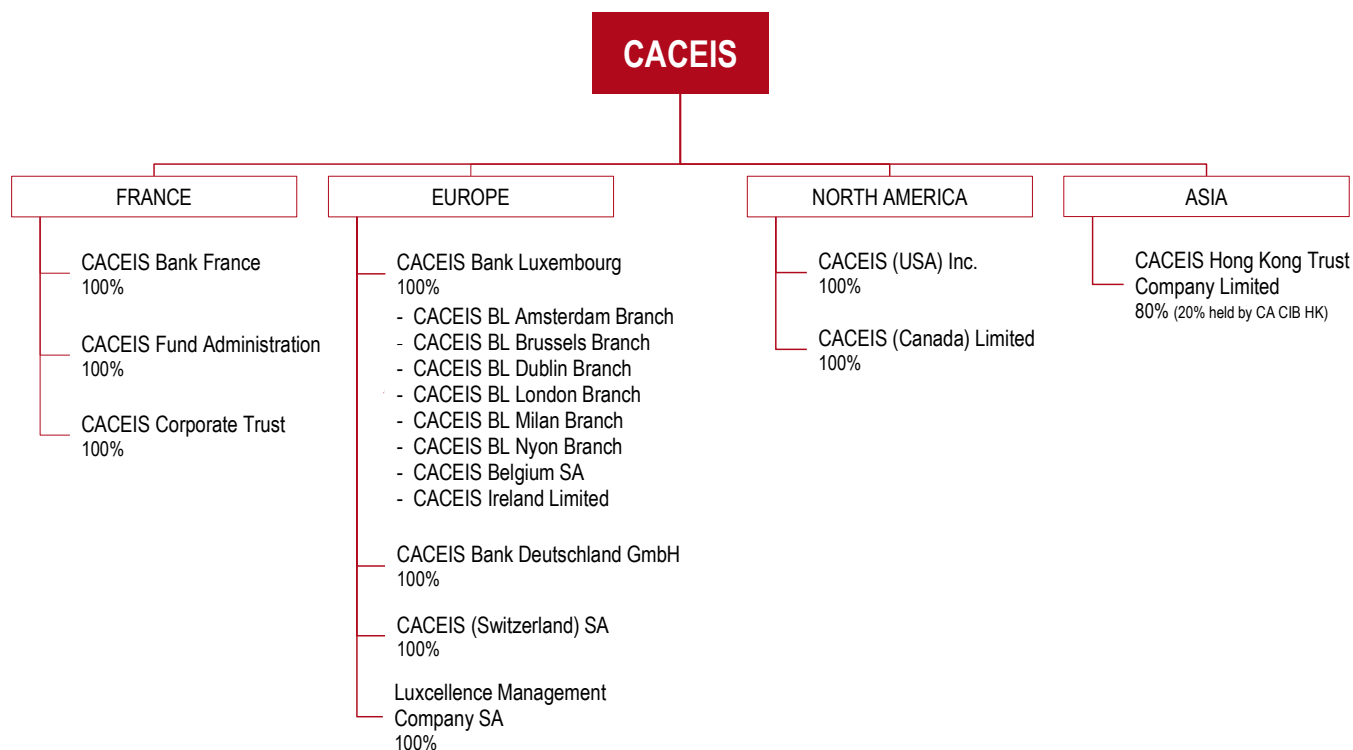 CACEIS
FRANCE
CACEIS Bank France
100%
CACEIS Fund Administration
100%
CACEIS Corporate Trust
100%
EUROPE
CACEIS Bank Luxembourg
100%
- CACEIS BL Amsterdam Branch
- CACEIS BL Brussels Branch
- CACEIS BL Dublin Branch
- CACEIS BL London Branch
- CACEIS BL Milan Branch
- CACEIS BL Nyon Branch
- CACEIS Belgium SA
- CACEIS Ireland Limited
CACEIS Bank Deutschland GmbH
100%
CACEIS (Switzerland) SA
100%
Luxcellence Management
Company SA
100%
NORTH AMERICA
CACEIS (USA) Inc.
100%
CACEIS (Canada) Limited
100%
ASIA
CACEIS Hong Kong Trust
Company Limited
80% (20% held by CA CIB HK)